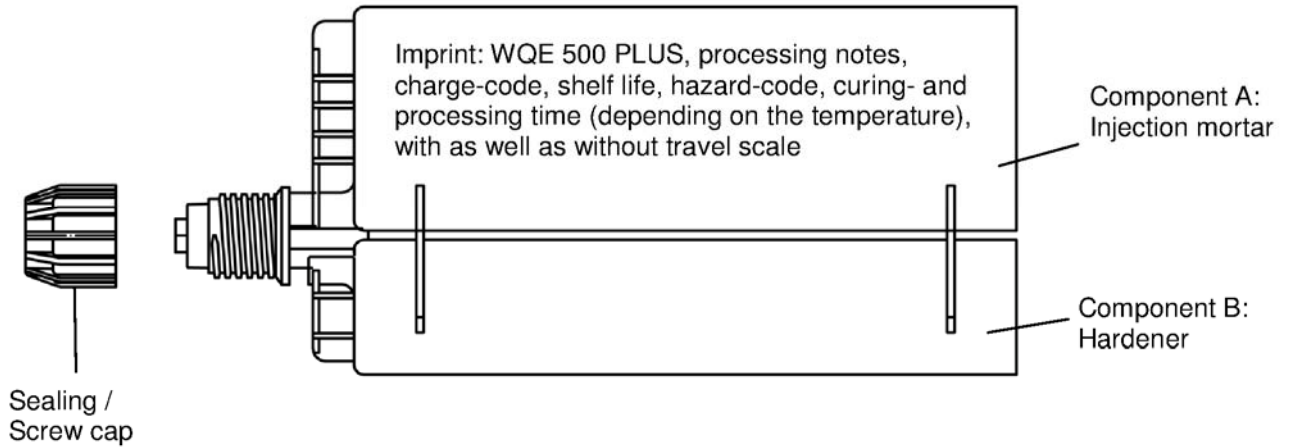 Imprint: WQE 500 PLUS, processing notes,
charge-code, shelf life, hazard-code, curing- and
processing time (depending on the temperature),
with as well as without travel scale
Component A:
Injection mortar
Component B:
Hardener
Sealing /
Screw cap